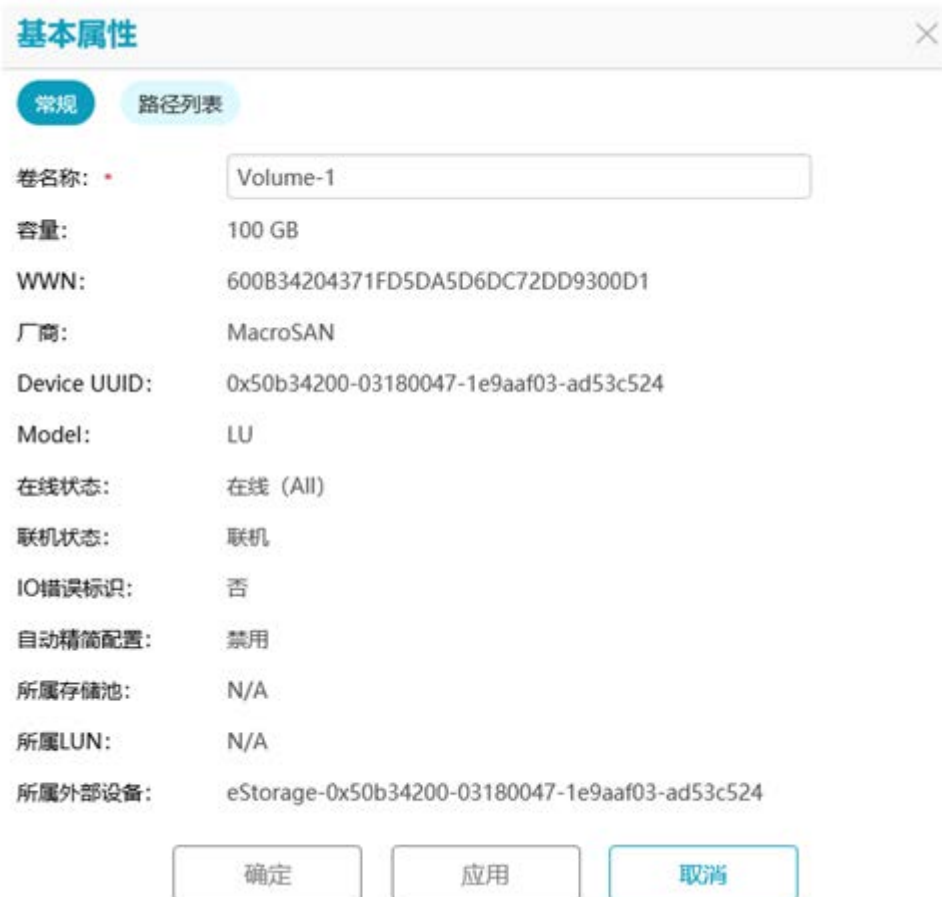 基本属性
常规 路径列表
卷名称： * Volume-1
容量： 100 GB
WWN： 600B34204371FD5DA5D6DC72DD9300D1
厂商： MacroSAN
Device UUID： 0x50b34200-03180047-1e9aaf03-ad53c524
Model： LU
在线状态： 在线（All）
联机状态： 联机
IO错误标识： 否
自动精简配置： 禁用
所属存储池： N/A
所属LUN： N/A
所属外部设备： eStorage-0x50b34200-03180047-1e9aaf03-ad53c524
确定 应用 取消